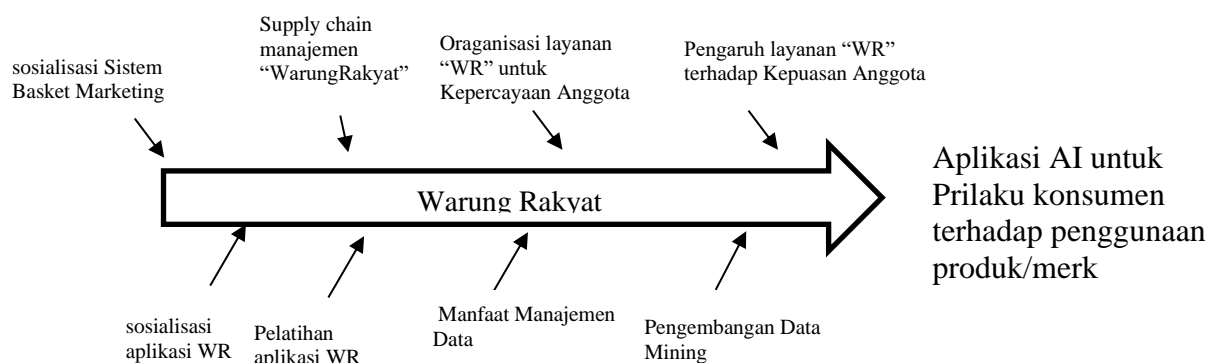 sosialisasi Sistem
Basket Marketing
Supply chain
manajemen
“WarungRakyat”
Oraganisasi layanan
“WR” untuk
Kepercayaan Anggota
Pengaruh layanan “WR”
terhadap Kepuasan Anggota
Warung Rakyat
Aplikasi AI untuk
Prilaku konsumen
terhadap penggunaan
produk/merk
sosialisasi
aplikasi WR
Pelatihan
aplikasi WR
Manfaat Manajemen
Data
Pengembangan Data
Mining